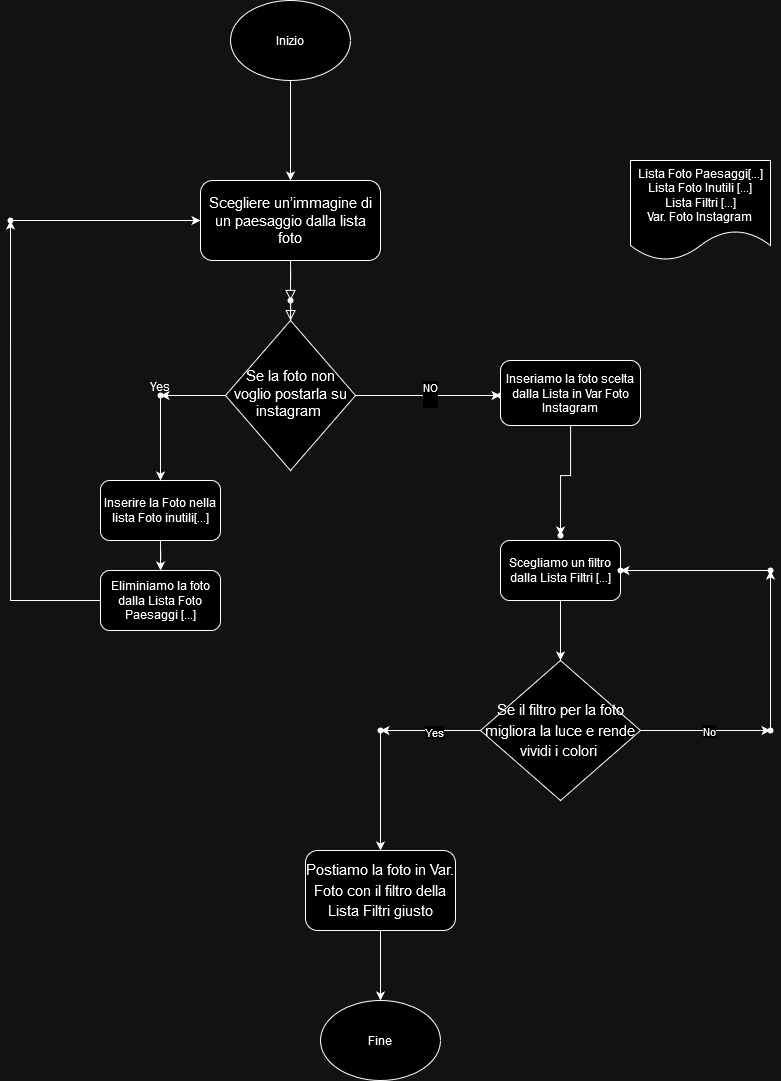 Inizio
Scegliere un'immagine di
un paesaggio dalla lista
foto
Lista Foto Paesaggi[...]
Lista Foto Inutili [...]
Lista Filtri [...]
Var. Foto Instagram
Se la foto non
voglio postarla su
instagram
Yes
NO
Inseriamo la foto scelta
dalla Lista in Var Foto
Instagram
Inserire la Foto nella
lista Foto inutili[...]
Eliminiamo la foto
dalla Lista Foto
Paesaggi [...]
Scegliamo un filtro
dalla Lista Filtri [...]
Se il filtro per la foto
migliora la luce e rende
vividi i colori
Yes
No
Postiamo la foto in Var.
Foto con il filtro della
Lista Filtri giusto
Fine